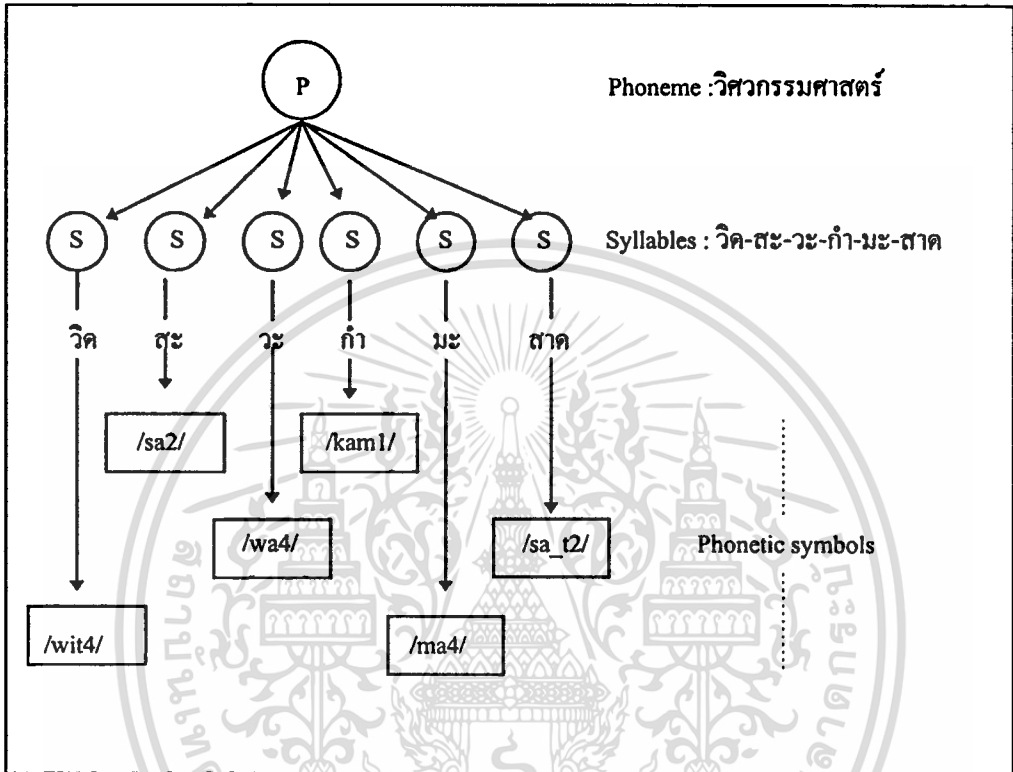 P
Phoneme :วิศวกรรมศาสตร์
S S S S S S
Syllables : วิด-สะ-วะ-กำ-มะ-สาด
วิด สะ วะ กำ มะ สาด
/sa2/ /kam1/
/wa4/ /sa_t2/ Phonetic symbols
/wit4/ /ma4/